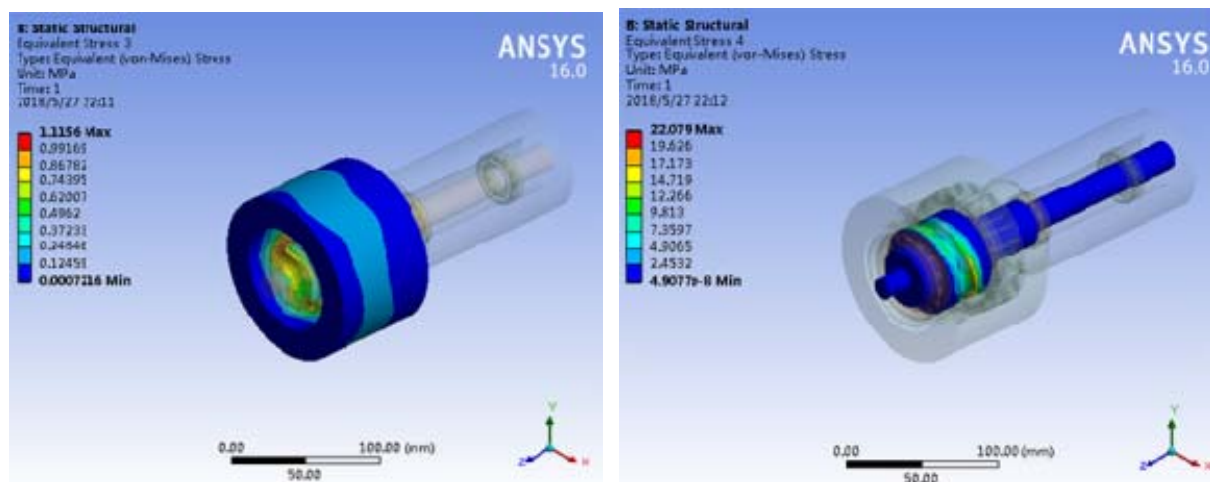 B: Static Structural
Equivalent Stress 3
Type: Equivalent (von-Mises) Stress
Unit: MPa
Time: 1
2018/5/27 22:11
1.1156 Max
0.99169
0.86782
0.74395
0.62007
0.4962
0.37233
0.24846
0.12459
0.0007216 Min
ANSYS
16.0
0.00
100.00 (mm)
50.00
Y
Z
X
B: Static Structural
Equivalent Stress 4
Type: Equivalent (von-Mises) Stress
Unit: MPa
Time: 1
2018/5/27 22:12
22.079 Max
19.626
17.173
14.719
12.266
9.813
7.3597
4.9065
2.4532
4.9077e-8 Min
ANSYS
16.0
0.00
100.00 (mm)
50.00
Y
Z
X